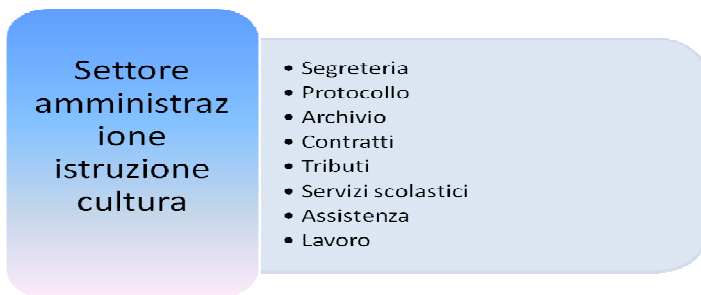 Settore
amministraz
ione
istruzione
cultura
• Segreteria
• Protocollo
• Archivio
• Contratti
• Tributi
• Servizi scolastici
• Assistenza
• Lavoro